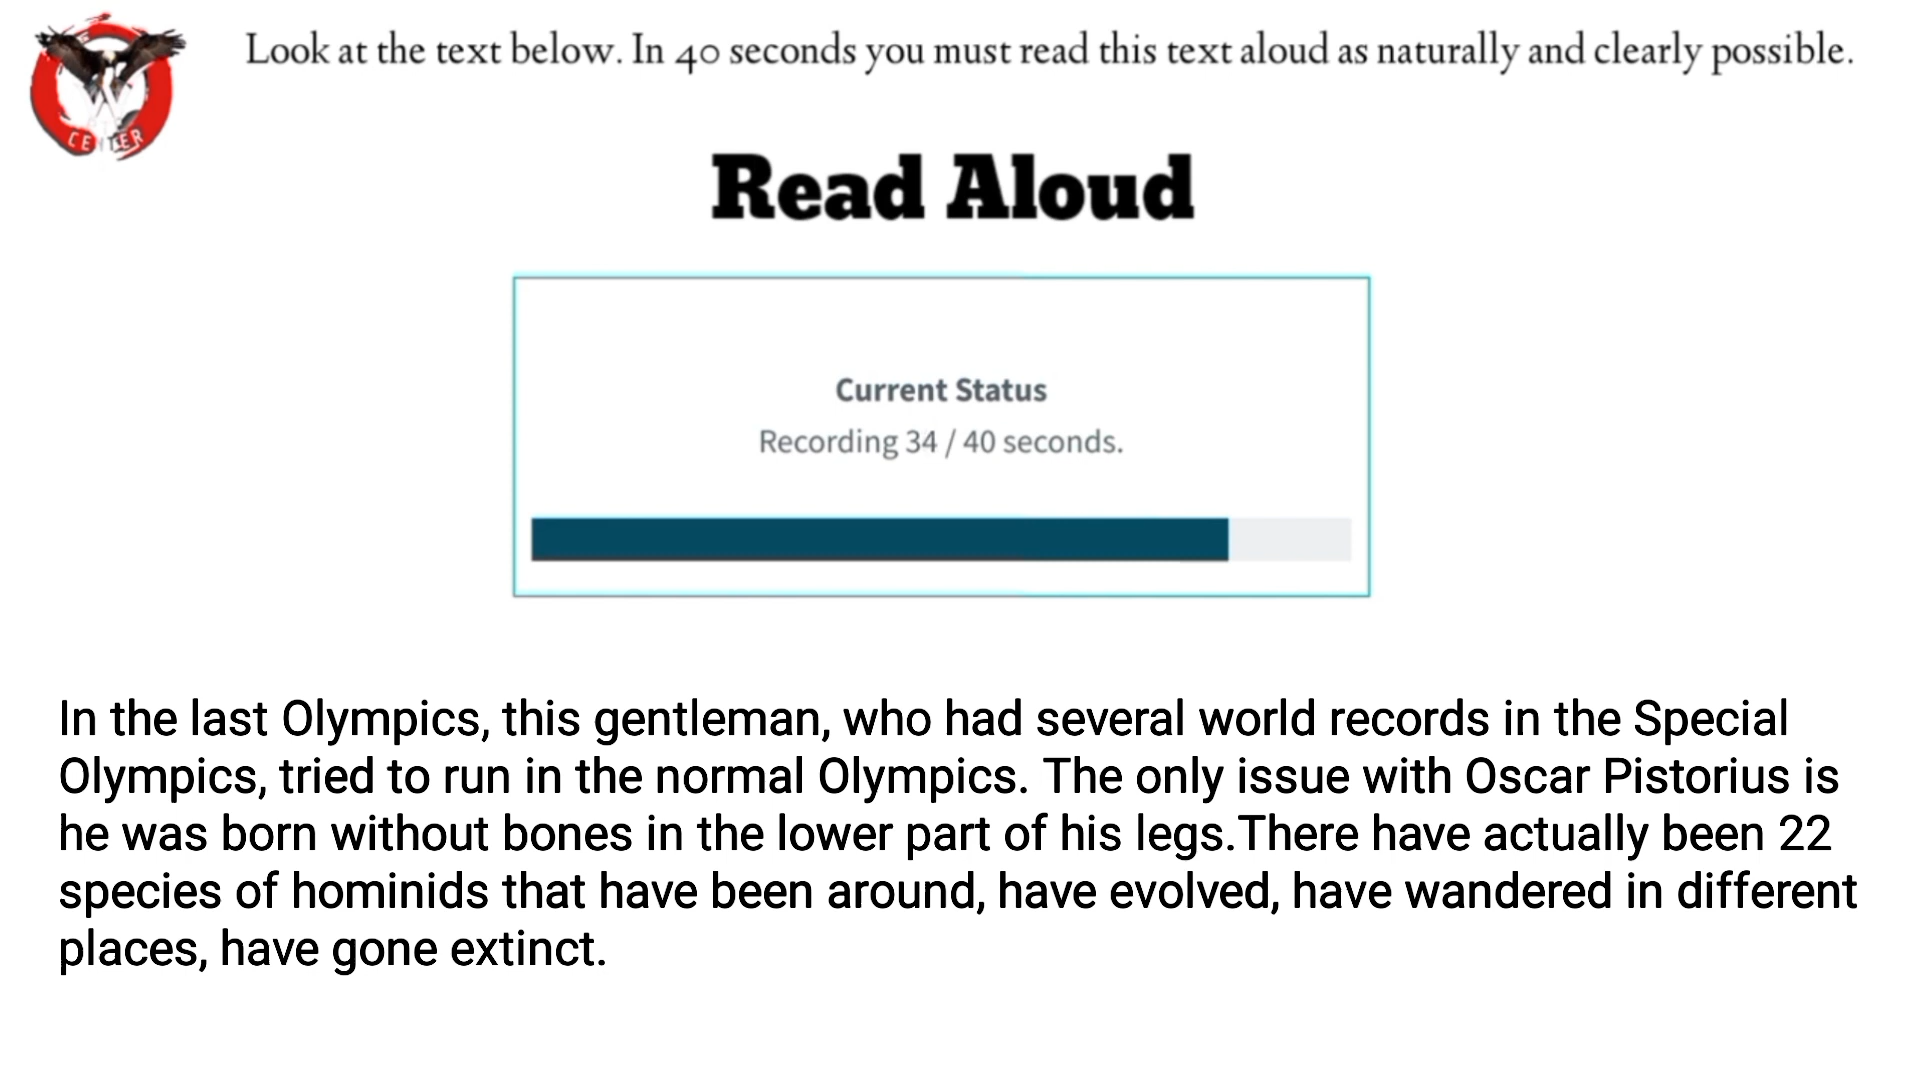 Look at the text below. In 40 seconds you must read this text aloud as naturally and clearly possible.
CENTER
Read Aloud
Current Status
Recording 34 / 40 seconds.
In the last Olympics, this gentleman, who had several world records in the Special
Olympics, tried to run in the normal Olympics. The only issue with Oscar Pistorius is
he was born without bones in the lower part of his legs.There have actually been 22
species of hominids that have been around, have evolved, have wandered in different
places, have gone extinct.